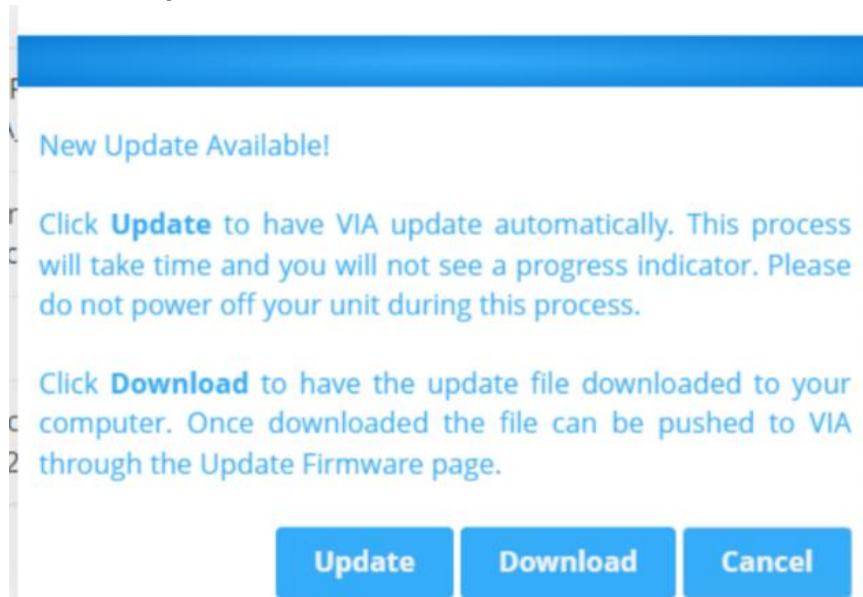 New Update Available!
Click Update to have VIA update automatically. This process
will take time and you will not see a progress indicator. Please
do not power off your unit during this process.
Click Download to have the update file downloaded to your
computer. Once downloaded the file can be pushed to VIA
through the Update Firmware page.
Update Download Cancel